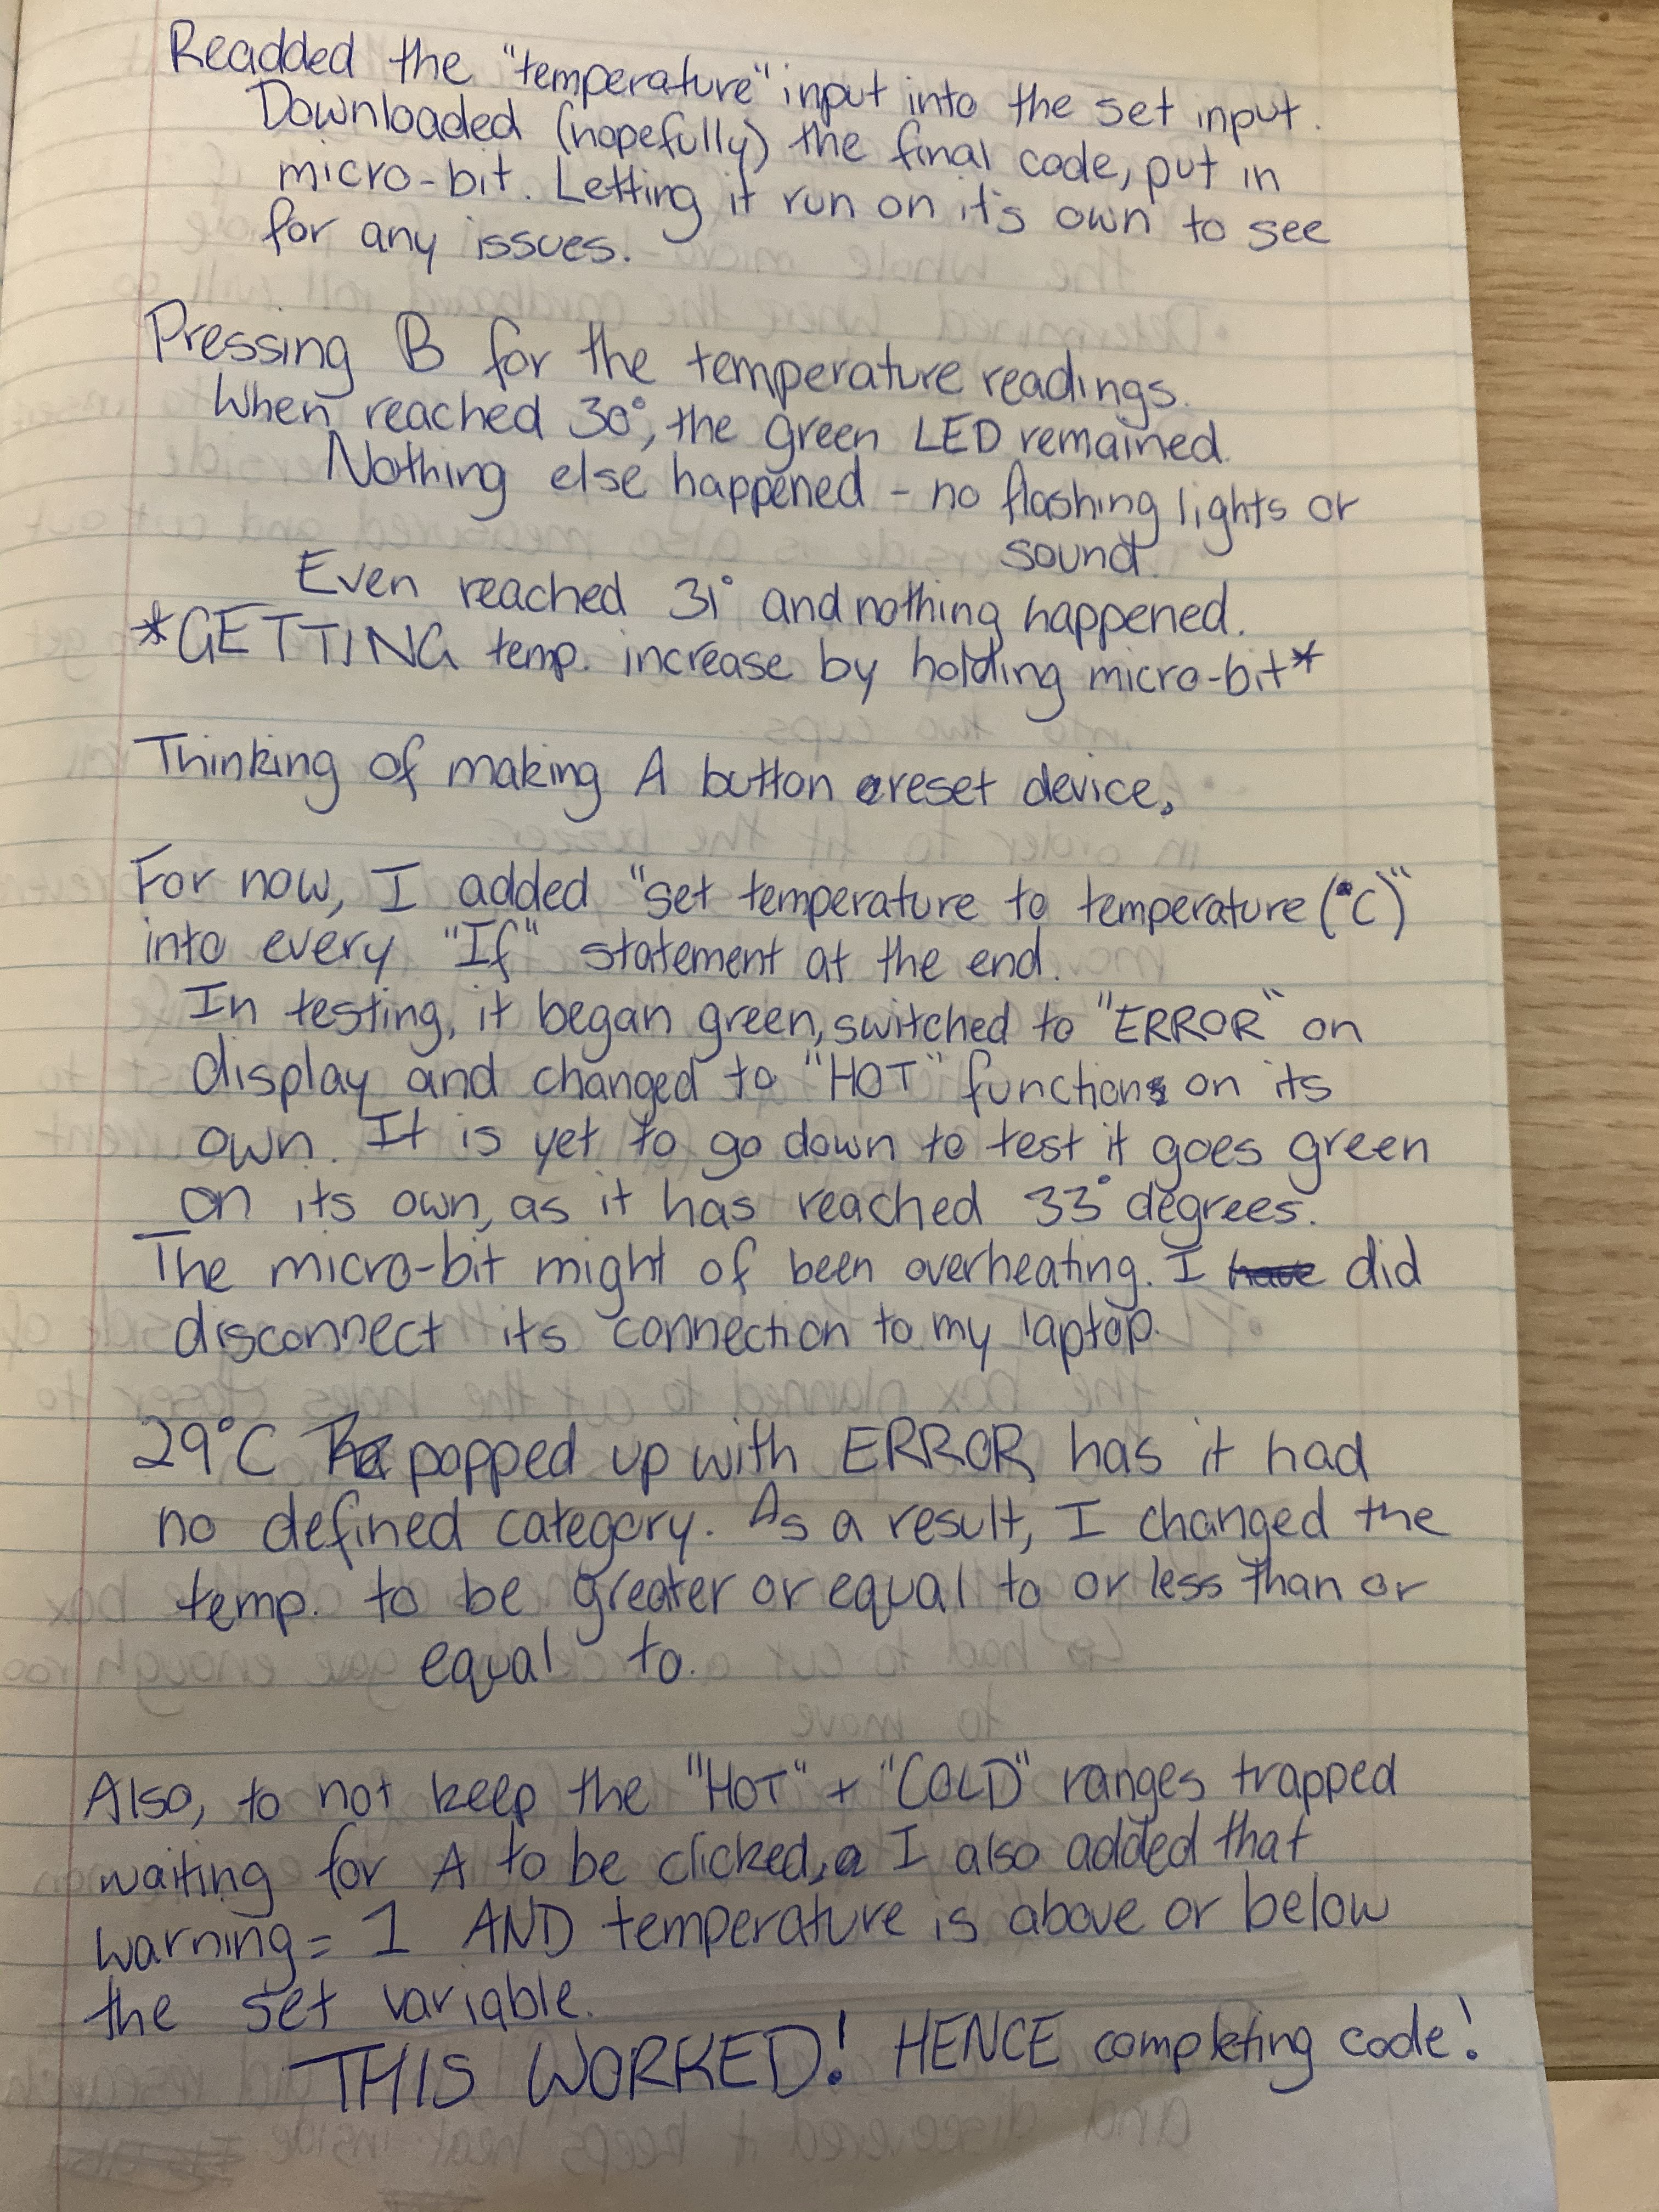 Readded the "temperature" input into the set input.
Downloaded (hopefully) the final code, put in
micro-bit. Letting it run on it's own to see
for any issues.
Pressing B for the temperature readings.
When reached 30°, the green LED remained.
Nothing else happened - no flashing lights or
sound.
Even reached 31° and nothing happened.
*GETTING temp. increase by holding micro-bit*
Thinking of making A button reset device.
For now, I added "set temperature to temperature (°C)"
into every "If" statement at the end.
In testing, it began green, switched to "ERROR" on
display and changed to "HOT" functions on its
own. It is yet to go down to test it goes green
on its own, as it has reached 33° degrees.
The micro-bit might of been overheating. I have did
disconnect its connection to my laptop.
29°C popped up with ERROR, has it had
no defined category. As a result, I changed the
temp. to be greater or equal to or less than or
equal to.
Also, to not keep the "HOT" + "COLD" ranges trapped
waiting for A to be clicked, I also added that
warning = 1 AND temperature is above or below
the set variable.
THIS WORKED! HENCE completing code!